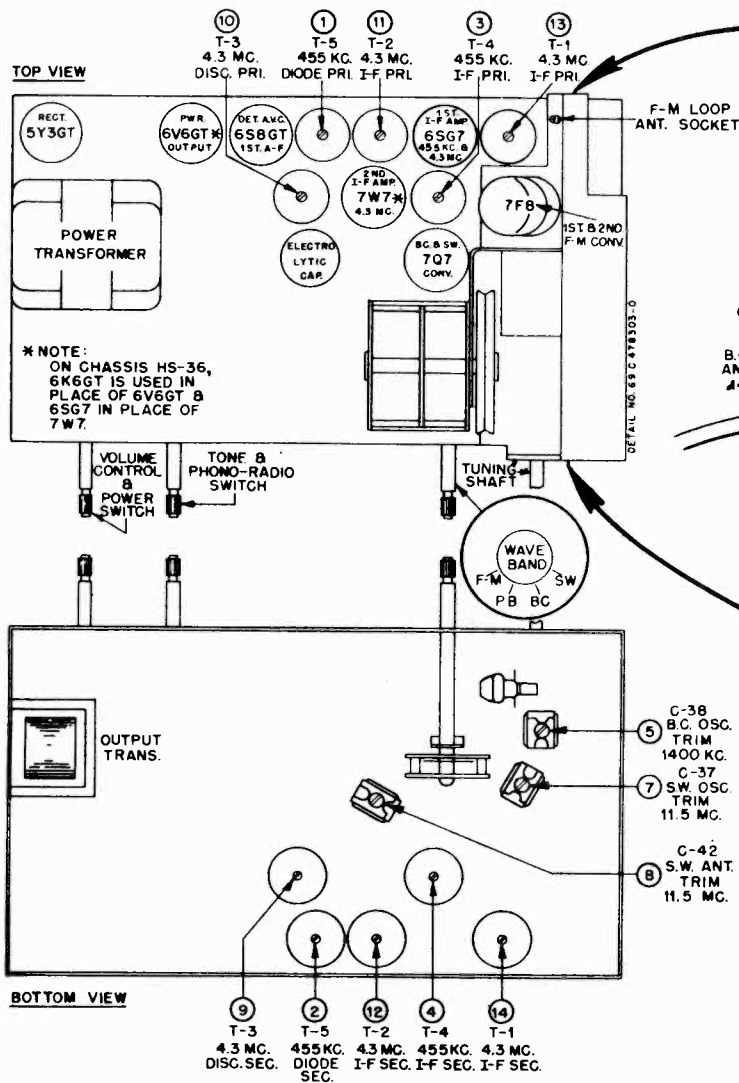 10
T-3
4.3 MC.
DISC. PRI.
1
T-5
455 KC.
DIODE PRI.
11
T-2
4.3 MC.
I-F PRI.
3
T-4
455 KC.
I-F PRI.
13
T-1
4.3 MC.
I-F PRI.
TOP VIEW
F-M LOOP
ANT. SOCKET
RECT.
5Y3GT
PWR.
6V6GT*
OUTPUT
DET. A.V.C.
6S8GT
1ST. A-F
1ST
I-F AMP
6SG7
455 KC. &
4.3 MC.
2ND
I-F AMP.
7W7*
4.3 MC.
7F8
1ST. & 2ND.
F-M CONV.
POWER
TRANSFORMER
ELECTRO
LYTIC
CAP.
BC. & SW.
7Q7
CONV.
* NOTE:
ON CHASSIS HS-36,
6K6GT IS USED IN
PLACE OF 6V6GT &
6SG7 IN PLACE OF
7W7.
DETAIL NO. 69 C 478303-0
B.
AN
VOLUME
CONTROL
&
POWER
SWITCH
TONE &
PHONO-RADIO
SWITCH
TUNING
SHAFT
WAVE
BAND
F-M
PB
BC
SW
OUTPUT
TRANS.
5
C-38
B.C. OSC.
TRIM
1400 KC.
7
C-37
S.W. OSC.
TRIM
11.5 MC.
8
C-42
S.W. ANT.
TRIM
11.5 MC.
BOTTOM VIEW
9
T-3
4.3 MC.
DISC. SEC.
2
T-5
455 KC.
DIODE
SEC.
12
T-2
4.3 MC.
I-F SEC.
4
T-4
455 KC.
I-F SEC.
14
T-1
4.3 MC.
I-F SEC.